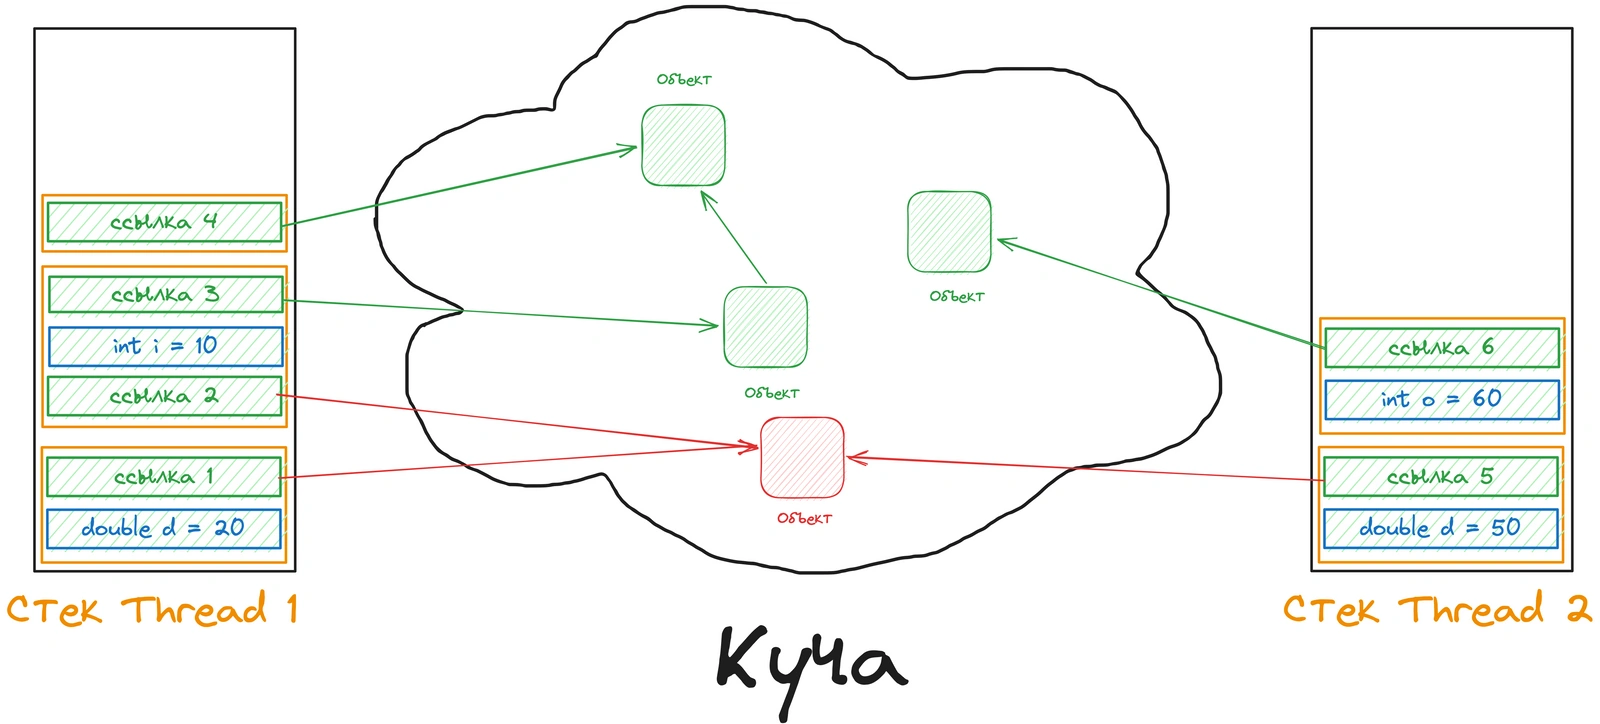 ссылка 4
ссылка 3
int i = 10
ссылка 2
ссылка 1
double d = 20
Стек Thread 1
Объект
Объект
Объект
Объект
Куча
ссылка 6
int o = 60
ссылка 5
double d = 50
Стек Thread 2